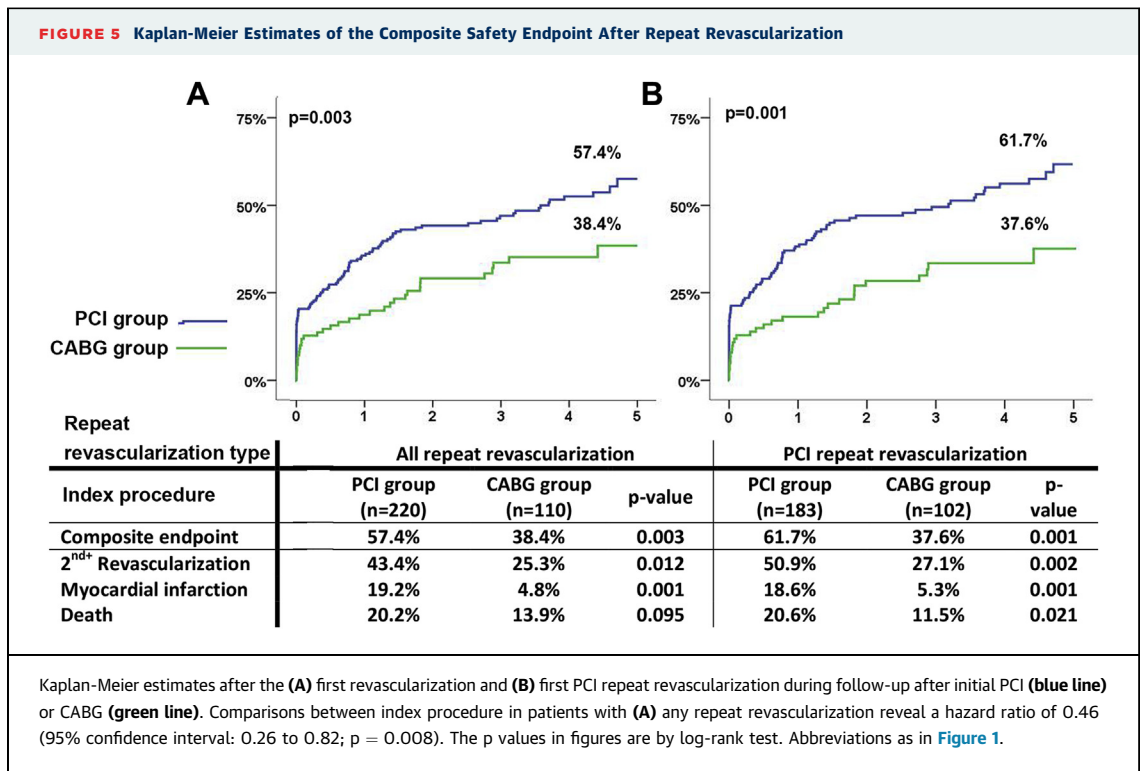 FIGURE 5 Kaplan-Meier Estimates of the Composite Safety Endpoint After Repeat Revascularization
A
B
75%
p=0.003
57.4%
50%
38.4%
25%
0%
0 1 2 3 4 5
75%
p=0.001
61.7%
50%
37.6%
25%
0%
0 1 2 3 4 5
PCI group
CABG group
Repeat
revascularization type All repeat revascularization PCI repeat revascularization
Index procedure PCI group (n=220) CABG group (n=110) p-value PCI group (n=183) CABG group (n=102) p-value
Composite endpoint 57.4% 38.4% 0.003 61.7% 37.6% 0.001
2nd+ Revascularization 43.4% 25.3% 0.012 50.9% 27.1% 0.002
Myocardial infarction 19.2% 4.8% 0.001 18.6% 5.3% 0.001
Death 20.2% 13.9% 0.095 20.6% 11.5% 0.021
Kaplan-Meier estimates after the (A) first revascularization and (B) first PCI repeat revascularization during follow-up after initial PCI (blue line)
or CABG (green line). Comparisons between index procedure in patients with (A) any repeat revascularization reveal a hazard ratio of 0.46
(95% confidence interval: 0.26 to 0.82; p = 0.008). The p values in figures are by log-rank test. Abbreviations as in Figure 1.